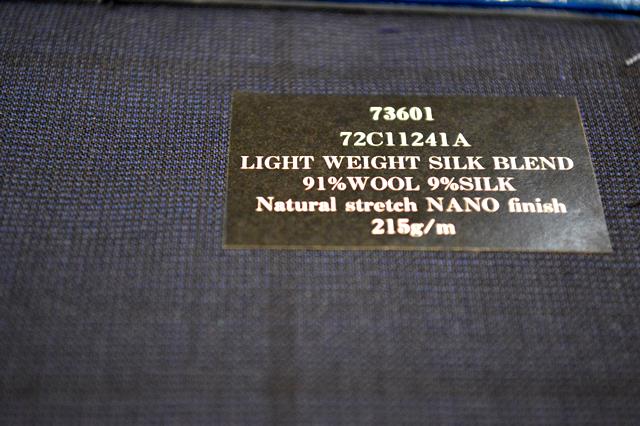 73601
72C11241A
LIGHT WEIGHT SILK BLEND
91%WOOL 9%SILK
Natural stretch NANO finish
215g/m